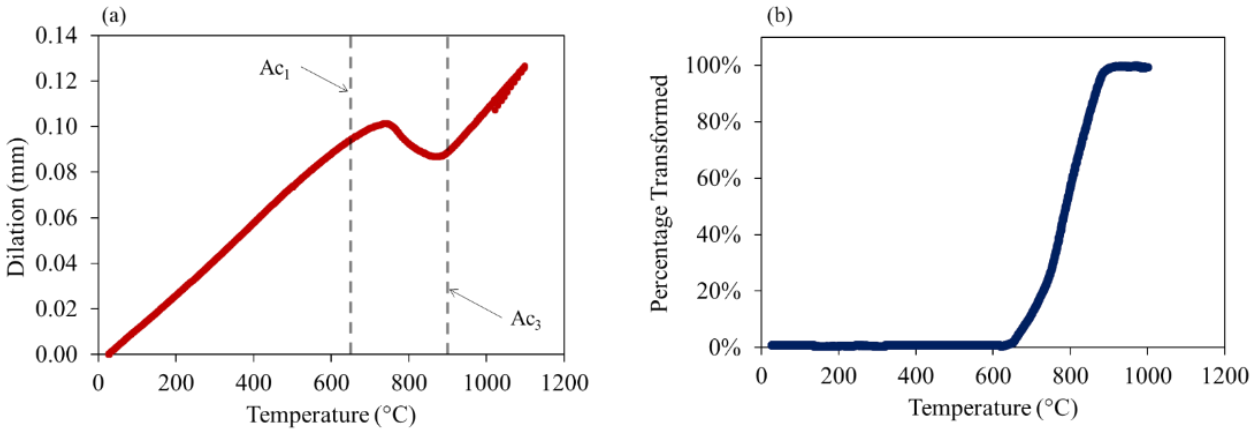 (a)
0.14
0.12
0.10
0.08
0.06
0.04
0.02
0.00
Dilation (mm)
Ac₁
Ac₃
0 200 400 600 800 1000 1200
Temperature (°C)
(b)
100%
80%
60%
40%
20%
0%
Percentage Transformed
0 200 400 600 800 1000 1200
Temperature (°C)